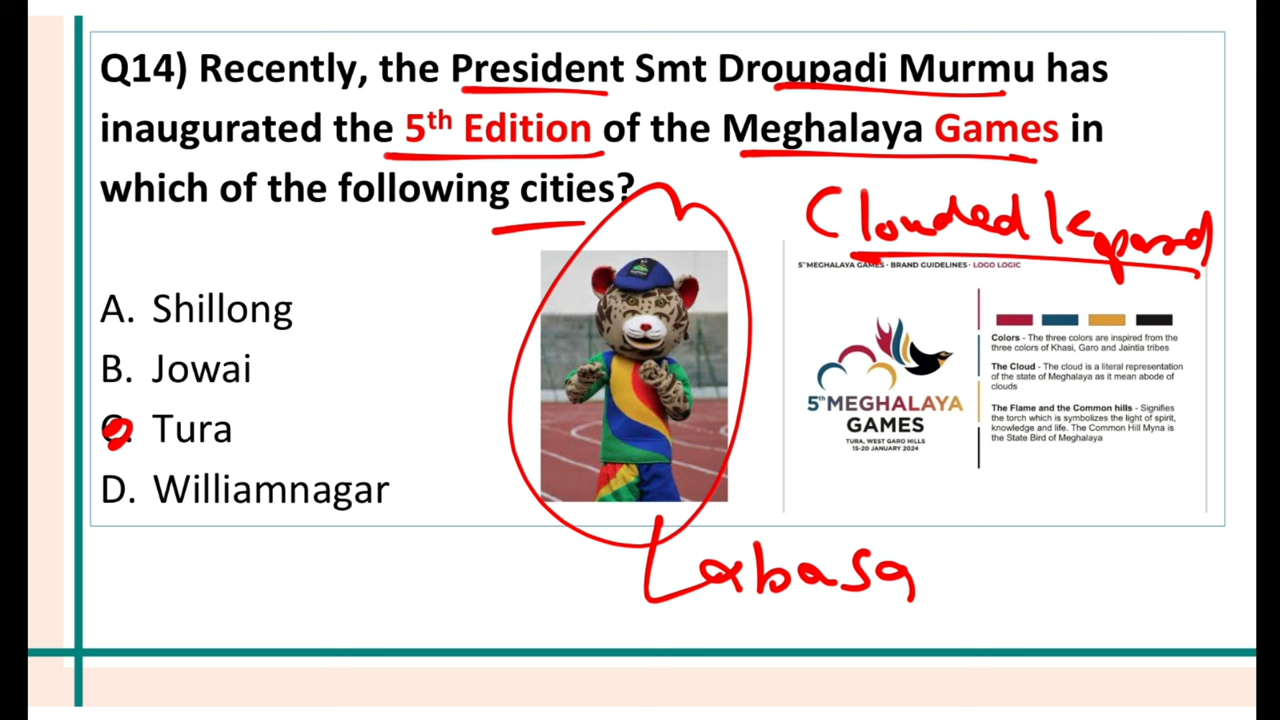 Q14) Recently, the President Smt Droupadi Murmu has
inaugurated the 5th Edition of the Meghalaya Games in
which of the following cities?
Clouded leopard
5th MEGHALAYA GAMES - BRAND GUIDELINES - LOGO LOGIC
A. Shillong
B. Jowai
C. Tura
D. Williamnagar
5th MEGHALAYA
GAMES
TURA, WEST GARO HILLS
15-20 JANUARY 2024
Colors - The three colors are inspired from the
three colors of Khasi, Garo and Jaintia tribes
The Cloud - The cloud is a literal representation
of the state of Meghalaya as it mean abode of
clouds
The Flame and the Common hills - Signifies
the torch which is symbolizes the light of spirit,
knowledge and life. The Common Hill Myna is
the State Bird of Meghalaya
Labasa